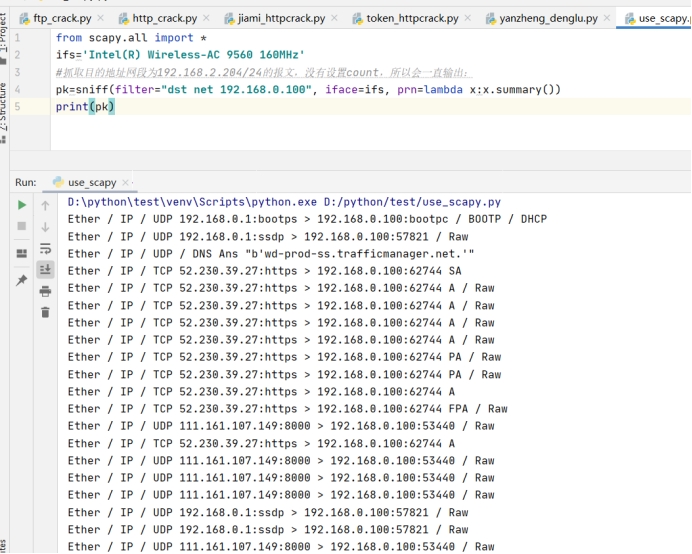 ftp_crack.py http_crack.py jiami_httpcrack.py token_httpcrack.py yanzheng_denglu.py use_scapy.
1: Project
1 from scapy.all import *
2 ifs='Intel(R) Wireless-AC 9560 160MHz'
3 #抓取目的地址网段为192.168.2.204/24的报文,没有设置count,所以会一直输出;
4 pk=sniff(filter="dst net 192.168.0.100", iface=ifs, prn=lambda x:x.summary())
5 print(pk)
7: Structure
Run: use_scapy
D:\python\test\venv\Scripts\python.exe D:/python/test/use_scapy.py
Ether / IP / UDP 192.168.0.1:bootps > 192.168.0.100:bootpc / BOOTP / DHCP
Ether / IP / UDP 192.168.0.1:ssdp > 192.168.0.100:57821 / Raw
Ether / IP / UDP / DNS Ans "b'wd-prod-ss.trafficmanager.net.'"
Ether / IP / TCP 52.230.39.27:https > 192.168.0.100:62744 SA
Ether / IP / TCP 52.230.39.27:https > 192.168.0.100:62744 A / Raw
Ether / IP / TCP 52.230.39.27:https > 192.168.0.100:62744 A / Raw
Ether / IP / TCP 52.230.39.27:https > 192.168.0.100:62744 A / Raw
Ether / IP / TCP 52.230.39.27:https > 192.168.0.100:62744 A / Raw
Ether / IP / TCP 52.230.39.27:https > 192.168.0.100:62744 PA / Raw
Ether / IP / TCP 52.230.39.27:https > 192.168.0.100:62744 PA / Raw
Ether / IP / TCP 52.230.39.27:https > 192.168.0.100:62744 A
Ether / IP / TCP 52.230.39.27:https > 192.168.0.100:62744 FPA / Raw
Ether / IP / UDP 111.161.107.149:8000 > 192.168.0.100:53440 / Raw
Ether / IP / TCP 52.230.39.27:https > 192.168.0.100:62744 A
Ether / IP / UDP 111.161.107.149:8000 > 192.168.0.100:53440 / Raw
Ether / IP / UDP 111.161.107.149:8000 > 192.168.0.100:53440 / Raw
Ether / IP / UDP 111.161.107.149:8000 > 192.168.0.100:53440 / Raw
Ether / IP / UDP 192.168.0.1:ssdp > 192.168.0.100:57821 / Raw
Ether / IP / UDP 192.168.0.1:ssdp > 192.168.0.100:57821 / Raw
Ether / IP / UDP 111.161.107.149:8000 > 192.168.0.100:53440 / Raw